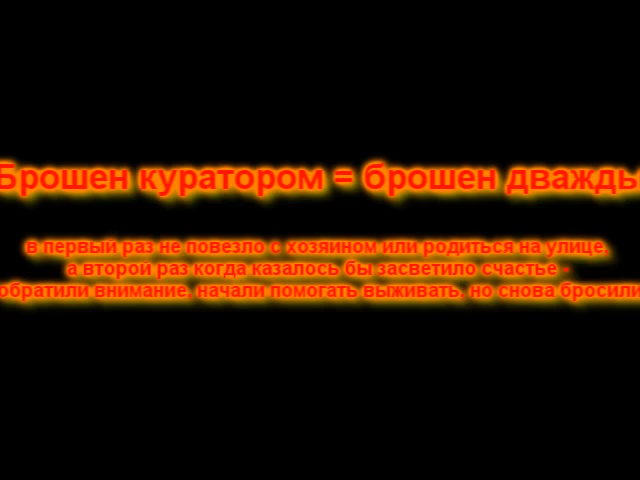 Брошен куратором = брошен дважды
в первый раз не повезло с хозяином или родиться на улице,
а второй раз когда казалось бы засветило счастье -
обратили внимание, начали помогать выживать, но снова бросили